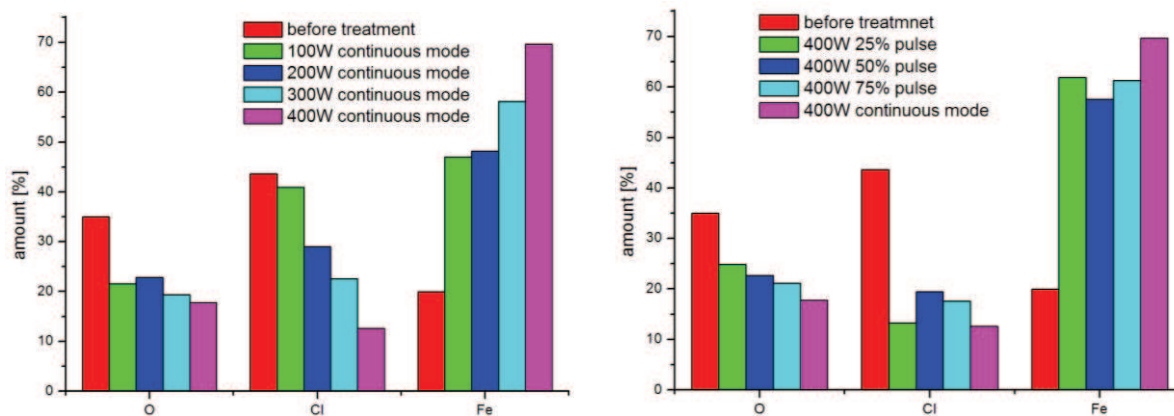 before treatment
100W continuous mode
200W continuous mode
300W continuous mode
400W continuous mode
amount [%]
70
60
50
40
30
20
10
0
O
Cl
Fe
before treatmnet
400W 25% pulse
400W 50% pulse
400W 75% pulse
400W continuous mode
amount [%]
70
60
50
40
30
20
10
0
O
Cl
Fe